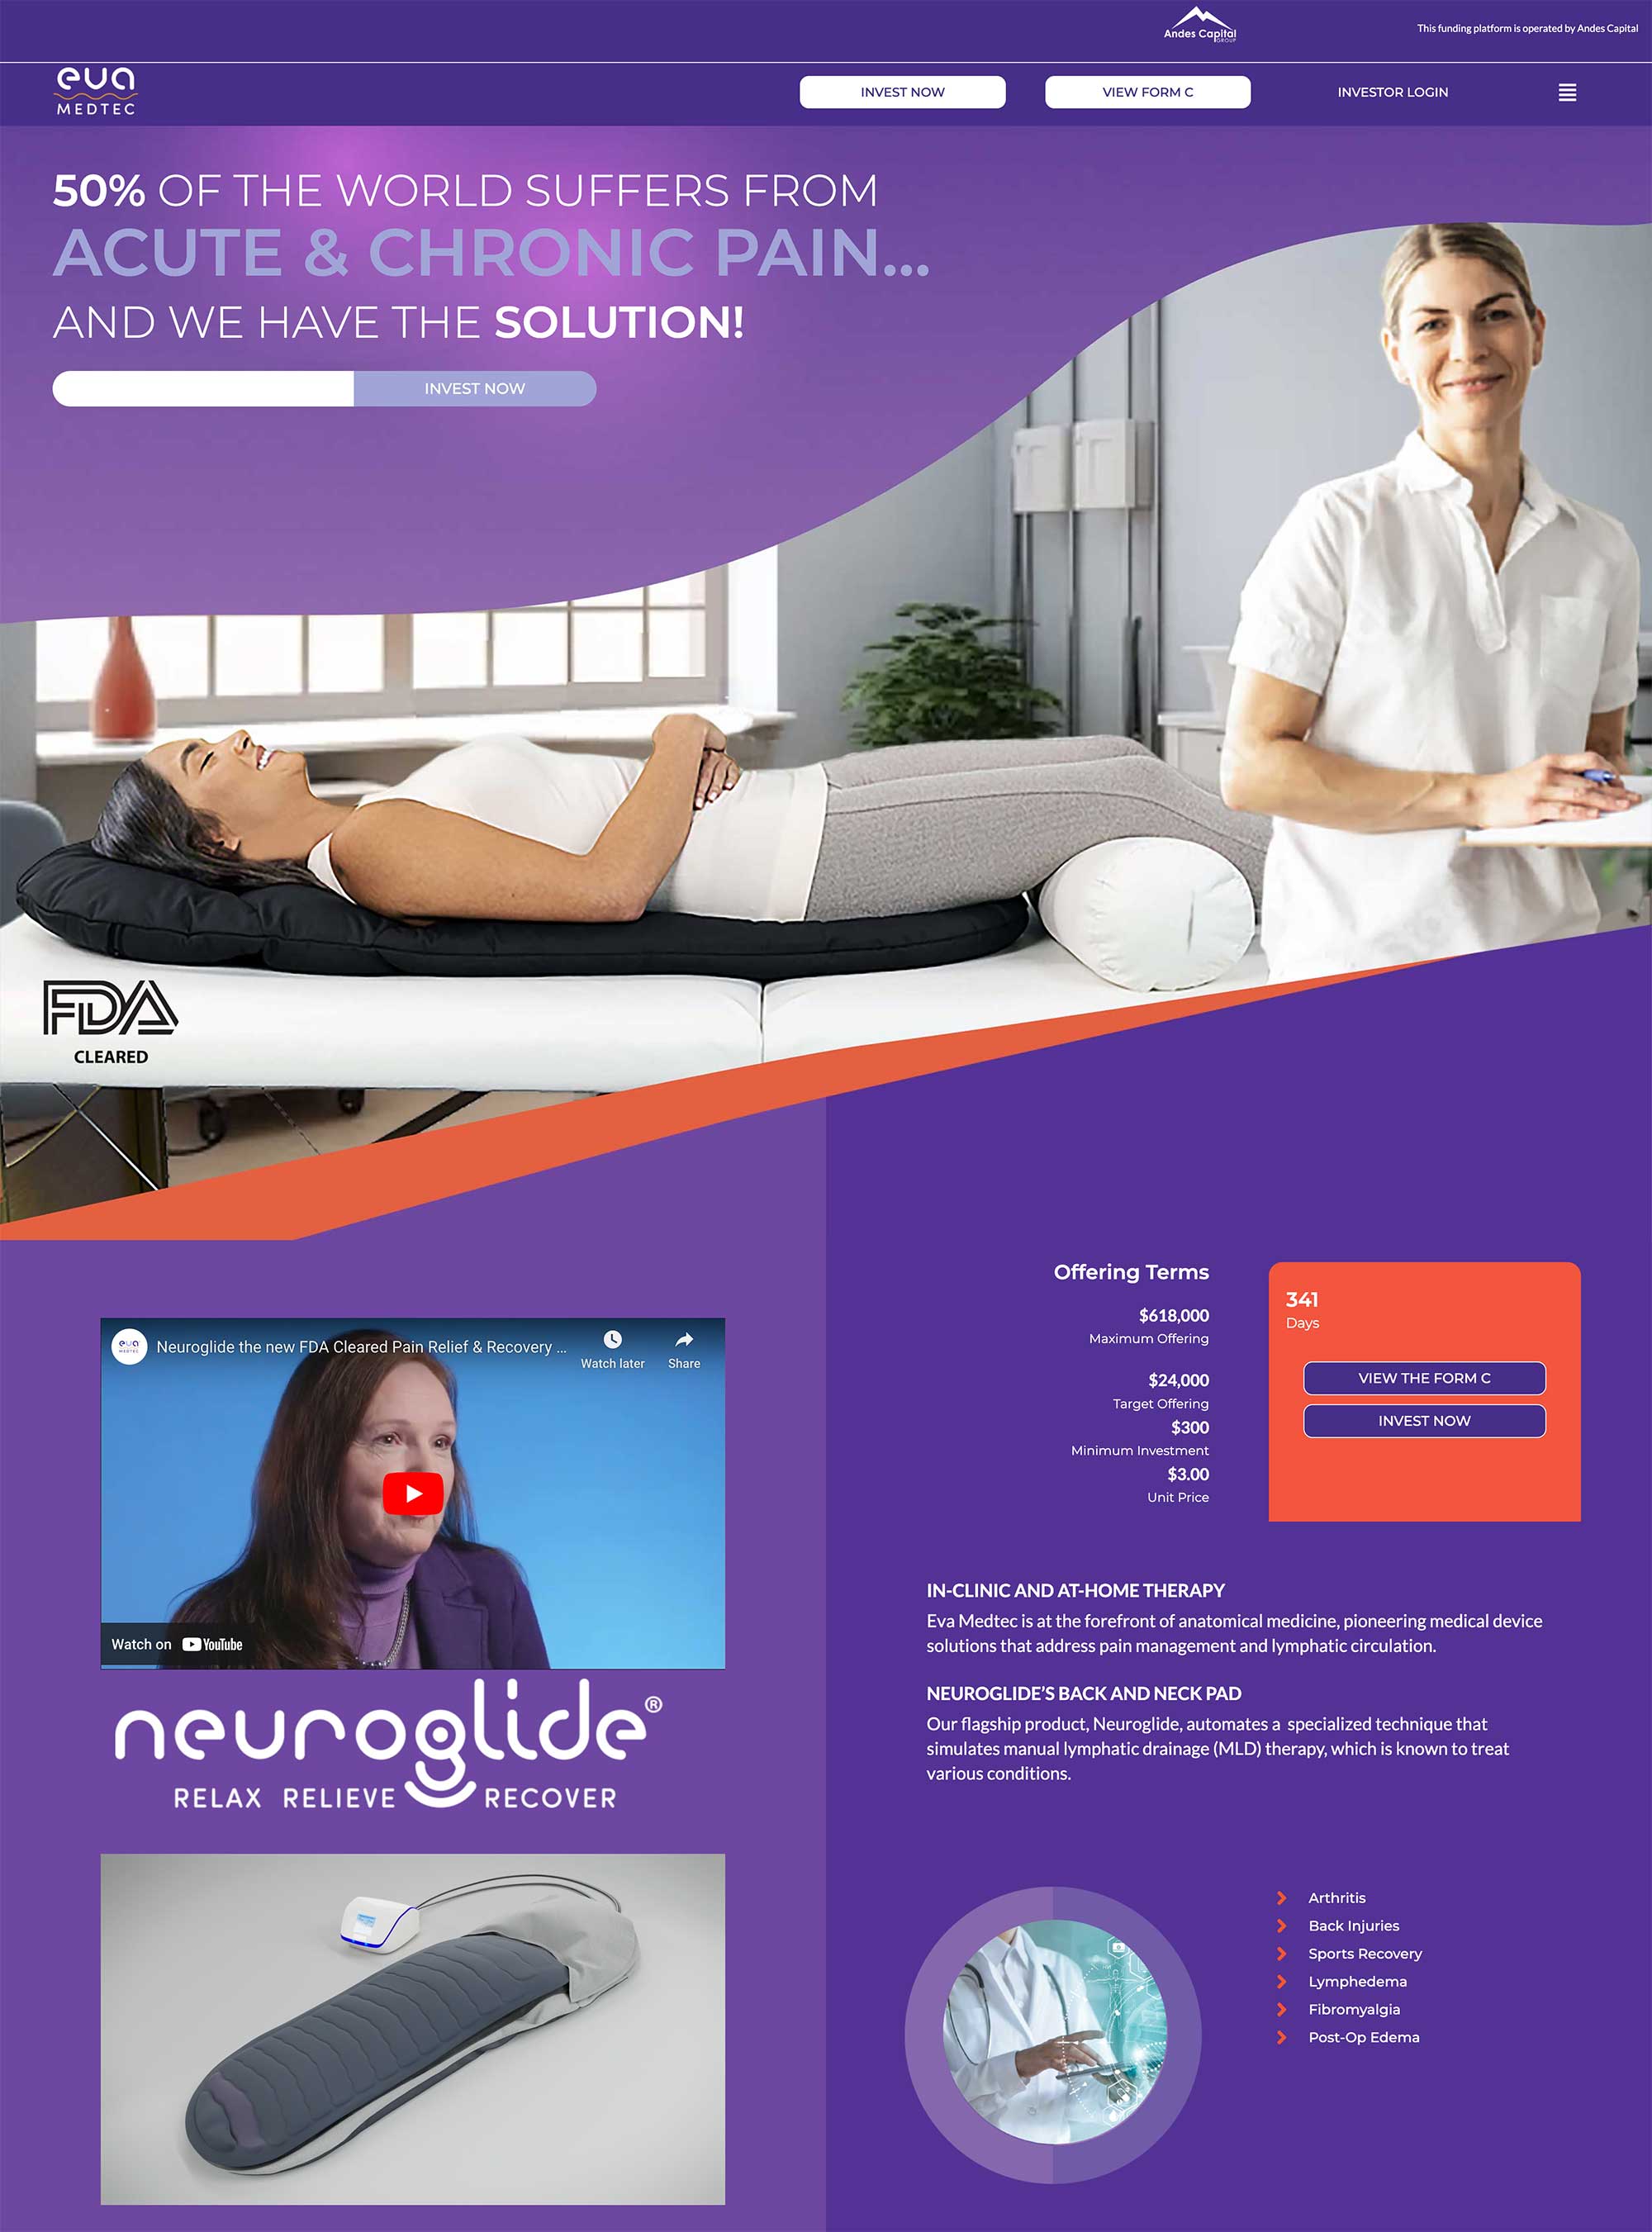 Andes Capital
GROUP
This funding platform is operated by Andes Capital
eva
MEDTEC
INVEST NOW
VIEW FORM C
INVESTOR LOGIN
50% OF THE WORLD SUFFERS FROM
ACUTE & CHRONIC PAIN...
AND WE HAVE THE SOLUTION!
INVEST NOW
FDA
CLEARED
eva
MEDTEC
Neuroglide the new FDA Cleared Pain Relief & Recovery ...
Watch later
Share
Watch on YouTube
neuroglide®
RELAX RELIEVE RECOVER
Offering Terms
$618,000
Maximum Offering
$24,000
Target Offering
$300
Minimum Investment
$3.00
Unit Price
341
Days
VIEW THE FORM C
INVEST NOW
IN-CLINIC AND AT-HOME THERAPY
Eva Medtec is at the forefront of anatomical medicine, pioneering medical device
solutions that address pain management and lymphatic circulation.
NEUROGLIDE’S BACK AND NECK PAD
Our flagship product, Neuroglide, automates a specialized technique that
simulates manual lymphatic drainage (MLD) therapy, which is known to treat
various conditions.
Arthritis
Back Injuries
Sports Recovery
Lymphedema
Fibromyalgia
Post-Op Edema